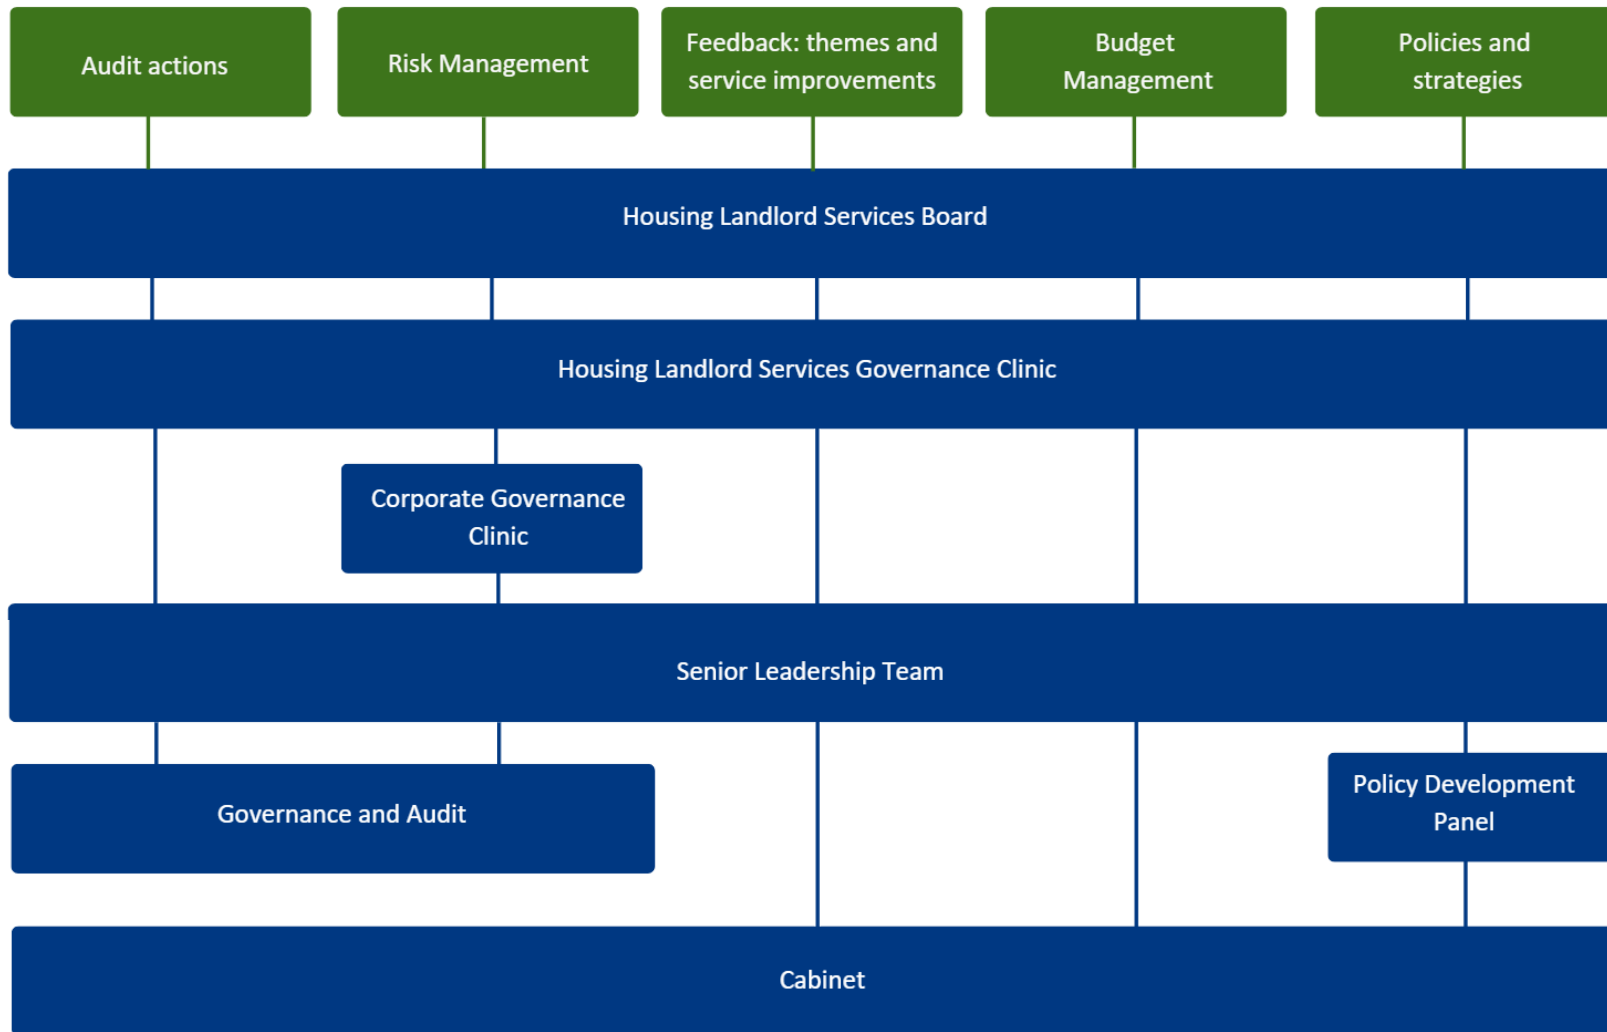 Audit actions
Risk Management
Feedback: themes and
service improvements
Budget
Management
Policies and
strategies
Housing Landlord Services Board
Housing Landlord Services Governance Clinic
Corporate Governance
Clinic
Senior Leadership Team
Governance and Audit
Policy Development
Panel
Cabinet